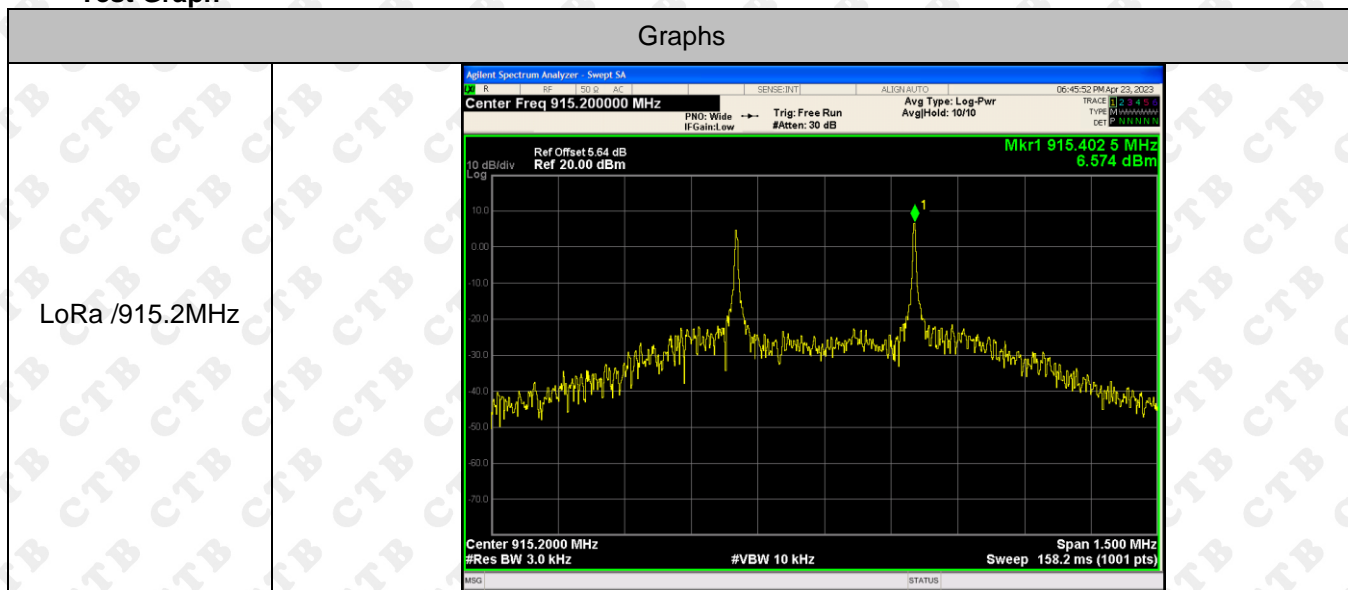 Test Graph
Graphs
LoRa /915.2MHz
Agilent Spectrum Analyzer - Swept SA
R RF 50 Ω AC SENSE:INT ALIGN AUTO 06:45:52 PM Apr 23, 2023
Center Freq 915.200000 MHz
PNO: Wide
IFGain:Low
Trig: Free Run
#Atten: 30 dB
Avg Type: Log-Pwr
Avg|Hold: 10/10
TRACE 1 2 3 4 5 6
TYPE M
DET P N N N N N
Mkr1 915.402 5 MHz
6.574 dBm
Ref Offset 5.64 dB
10 dB/div Ref 20.00 dBm
Log
1
10.0
0.00
-10.0
-20.0
-30.0
-40.0
-50.0
-60.0
-70.0
Center 915.2000 MHz Span 1.500 MHz
#Res BW 3.0 kHz #VBW 10 kHz Sweep 158.2 ms (1001 pts)
MSG STATUS
CTB